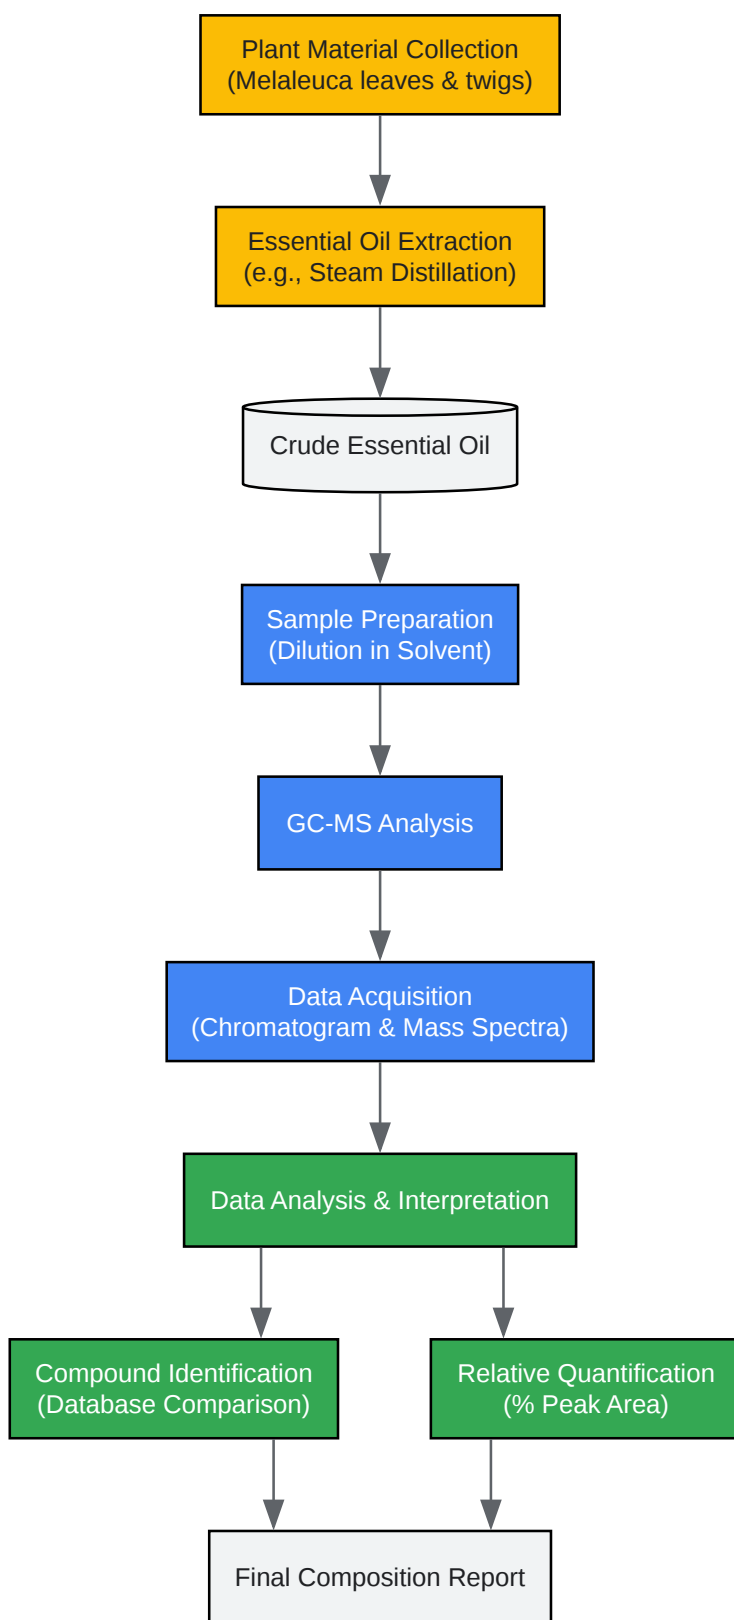 Plant Material Collection
(Melaleuca leaves & twigs)
Essential Oil Extraction
(e.g., Steam Distillation)
Crude Essential Oil
Sample Preparation
(Dilution in Solvent)
GC-MS Analysis
Data Acquisition
(Chromatogram & Mass Spectra)
Data Analysis & Interpretation
Compound Identification
(Database Comparison)
Relative Quantification
(% Peak Area)
Final Composition Report